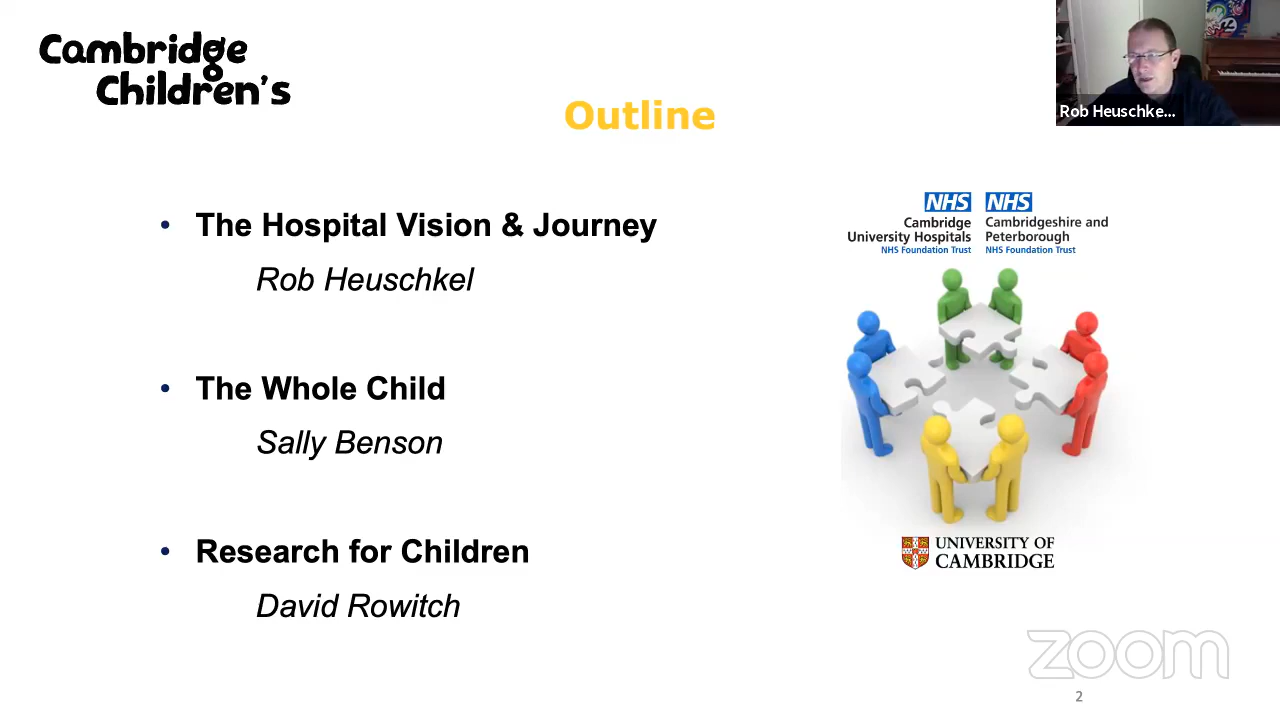 Cambridge
Children's
Rob Heuschke...
Outline
• The Hospital Vision & Journey
Rob Heuschkel
• The Whole Child
Sally Benson
• Research for Children
David Rowitch
NHS
Cambridge
University Hospitals
NHS Foundation Trust
NHS
Cambridgeshire and
Peterborough
NHS Foundation Trust
UNIVERSITY OF
CAMBRIDGE
zoom
2